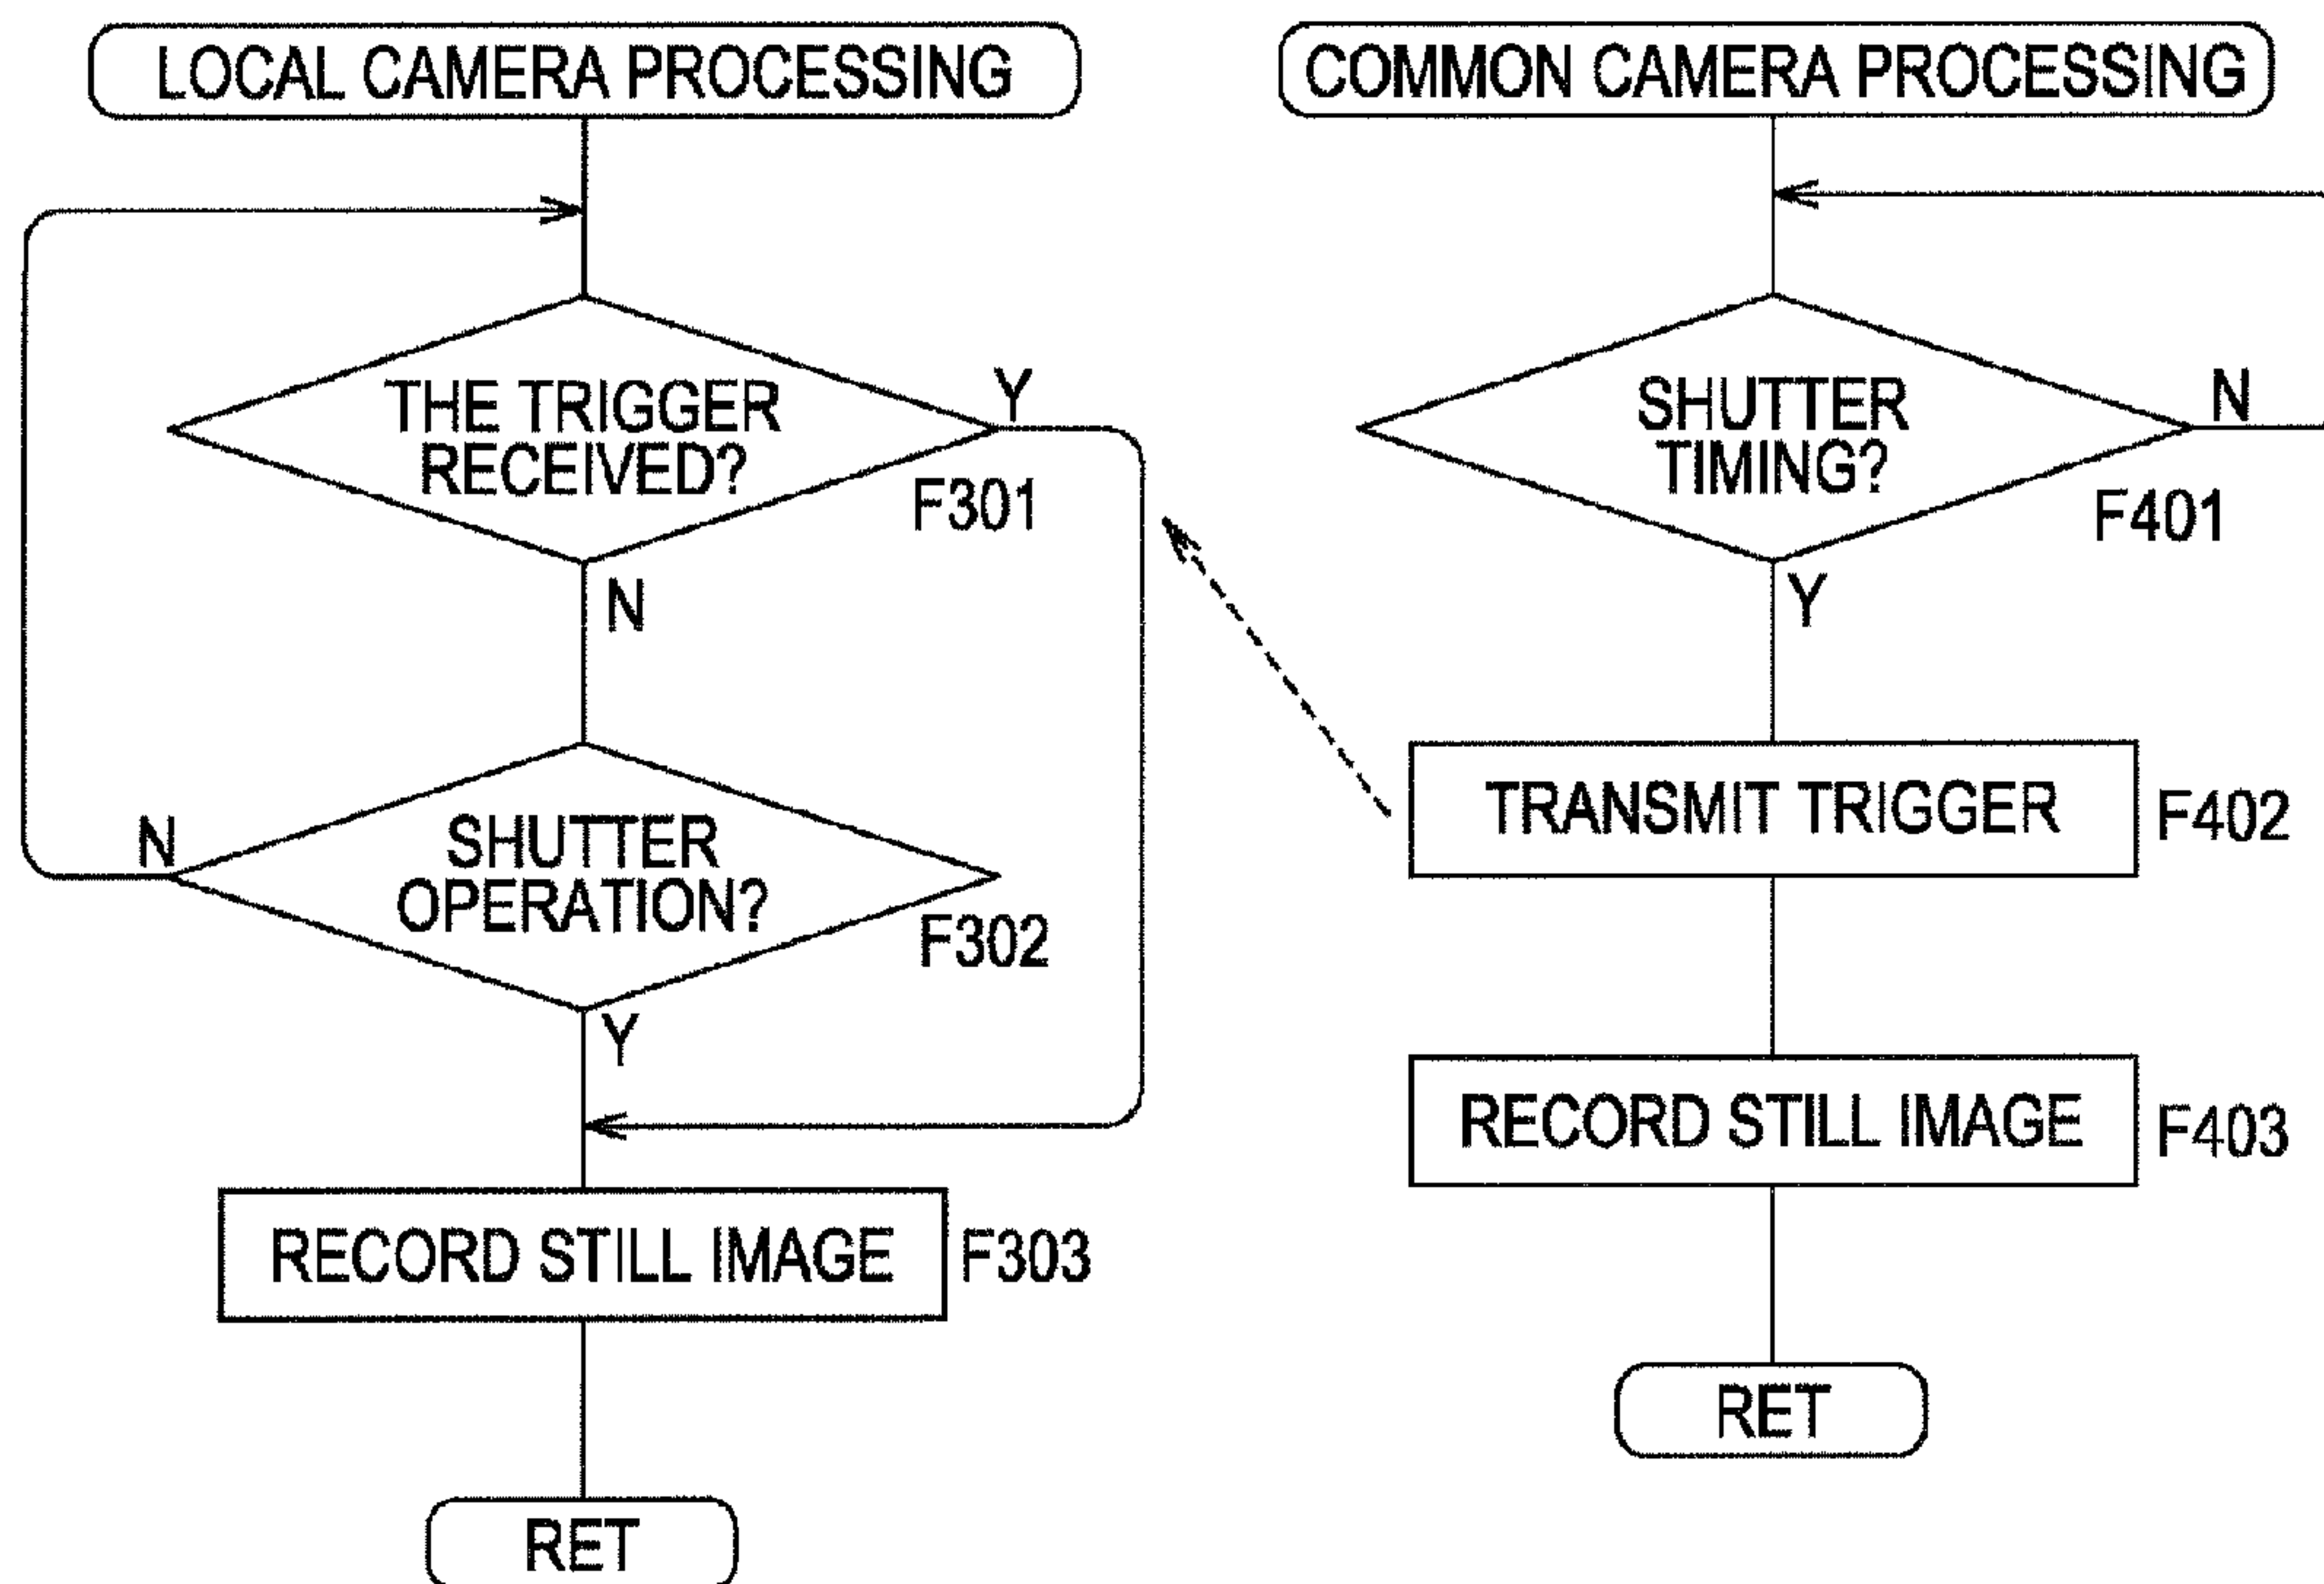 LOCAL CAMERA PROCESSING
THE TRIGGER
RECEIVED?
Y
F301
N
SHUTTER
OPERATION?
N
F302
Y
RECORD STILL IMAGE
F303
RET
COMMON CAMERA PROCESSING
SHUTTER
TIMING?
N
F401
Y
TRANSMIT TRIGGER
F402
RECORD STILL IMAGE
F403
RET